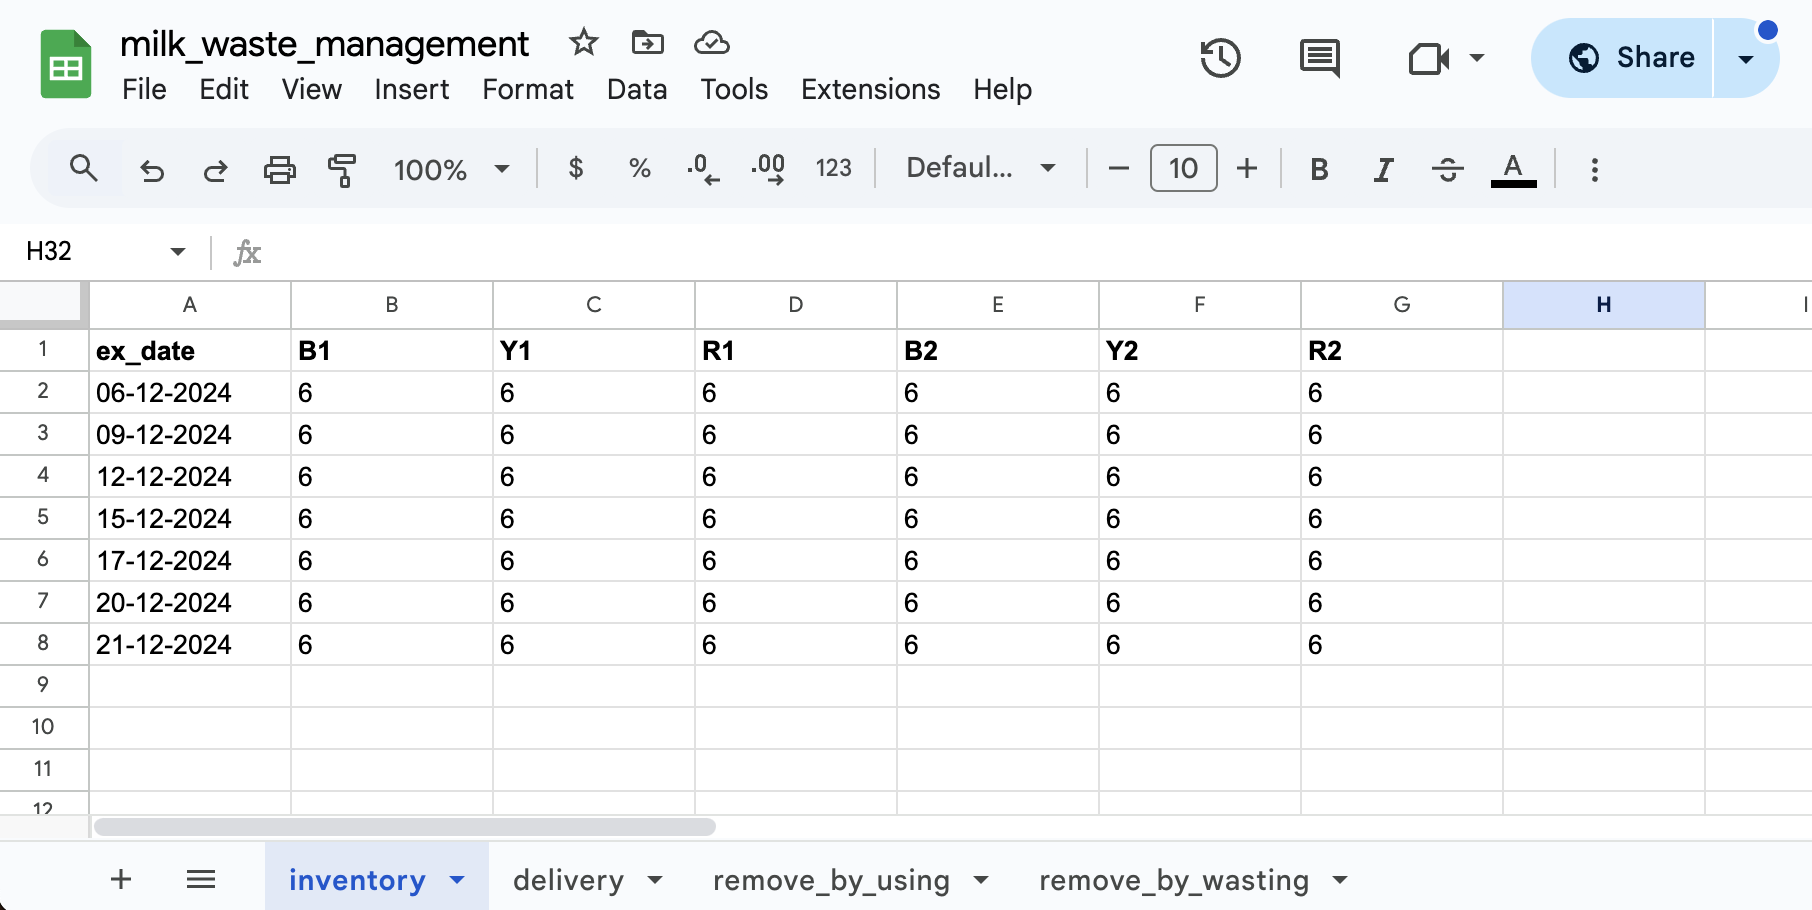 milk_waste_management
File Edit View Insert Format Data Tools Extensions Help
Share
100% $ % .0 .00 123 Defaul... 10 B I S A
H32 fx
A B C D E F G H I
1 ex_date B1 Y1 R1 B2 Y2 R2
2 06-12-2024 6 6 6 6 6 6
3 09-12-2024 6 6 6 6 6 6
4 12-12-2024 6 6 6 6 6 6
5 15-12-2024 6 6 6 6 6 6
6 17-12-2024 6 6 6 6 6 6
7 20-12-2024 6 6 6 6 6 6
8 21-12-2024 6 6 6 6 6 6
9
10
11
12
inventory delivery remove_by_using remove_by_wasting